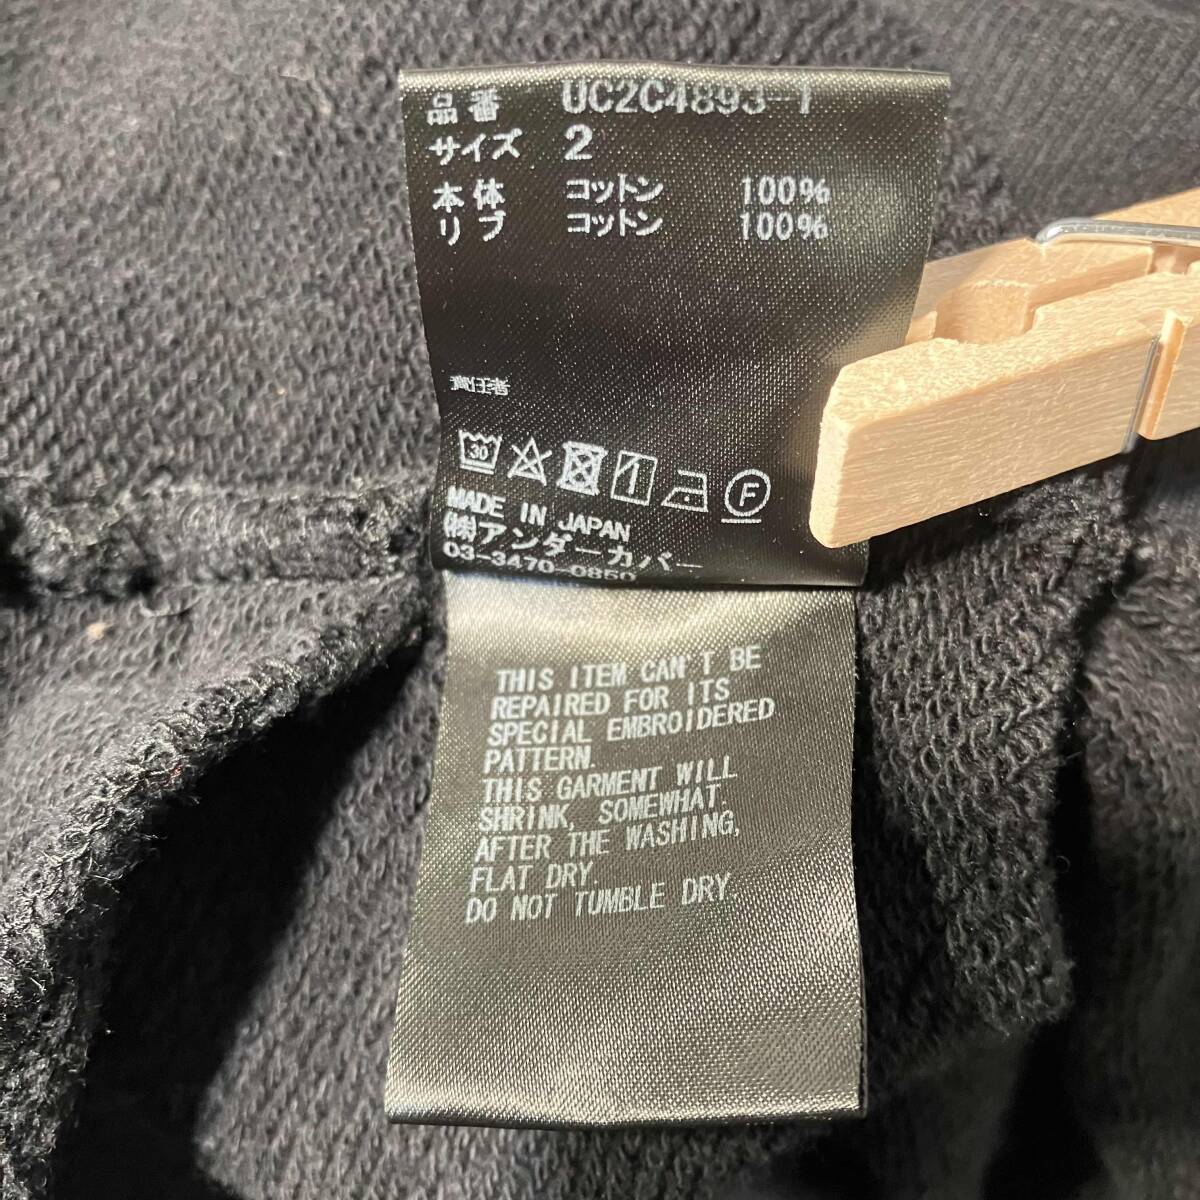 品番 UC2C4893-1
サイズ 2
本体 コットン 100%
リブ コットン 100%
責任者
30 F
MADE IN JAPAN
㈱アンダーカバー
03-3470-0850
THIS ITEM CAN'T BE
REPAIRED FOR ITS
SPECIAL EMBROIDERED
PATTERN.
THIS GARMENT WILL
SHRINK, SOMEWHAT.
AFTER THE WASHING,
FLAT DRY
DO NOT TUMBLE DRY.